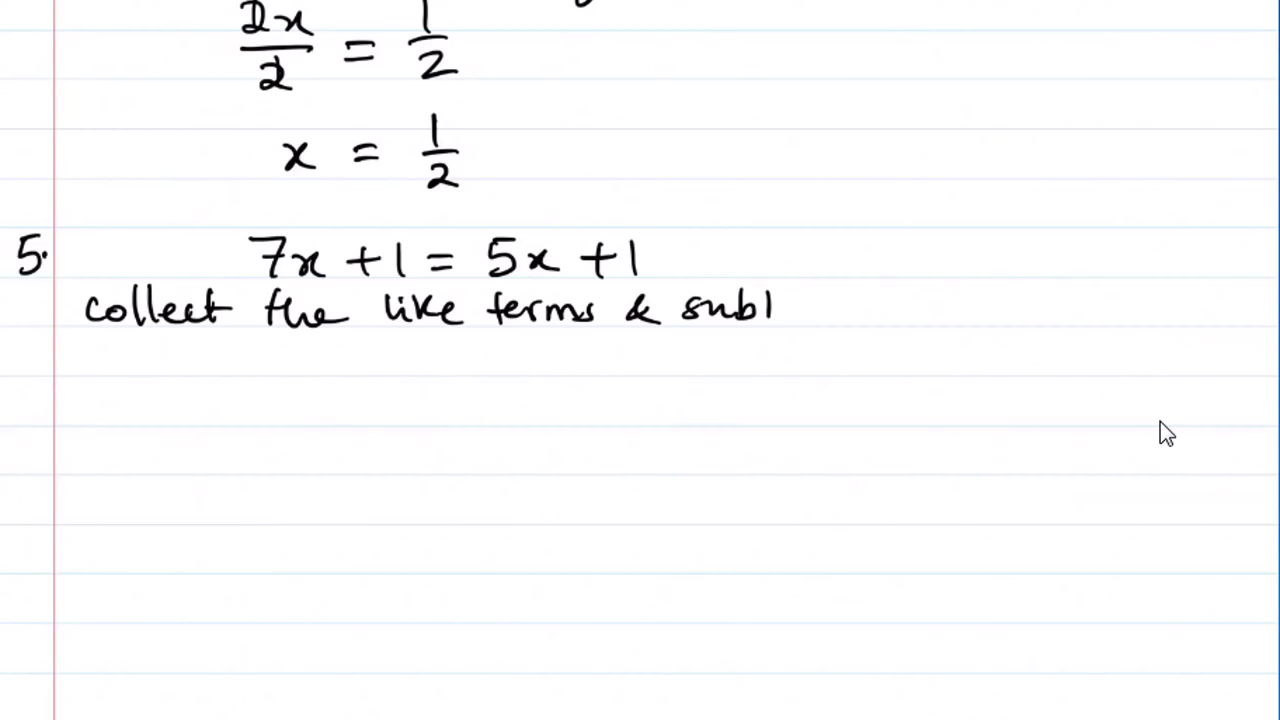 2x/2 = 1/2
x = 1/2
5. 7x + 1 = 5x + 1
collect the like terms & subl